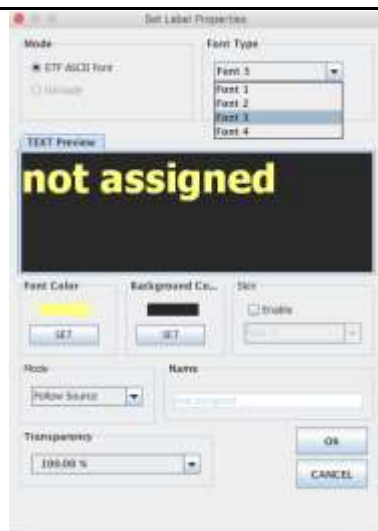 Set Label Properties
Mode
Font Type
ETF ASCII Font
Unicode
Font 3
Font 1
Font 2
Font 3
Font 4
TEXT Preview
not assigned
Font Color
Background Co...
Skin
Enable
SET
SET
Mode
Name
Follow Source
not assigned
Transparency
100.00 %
Ok
CANCEL